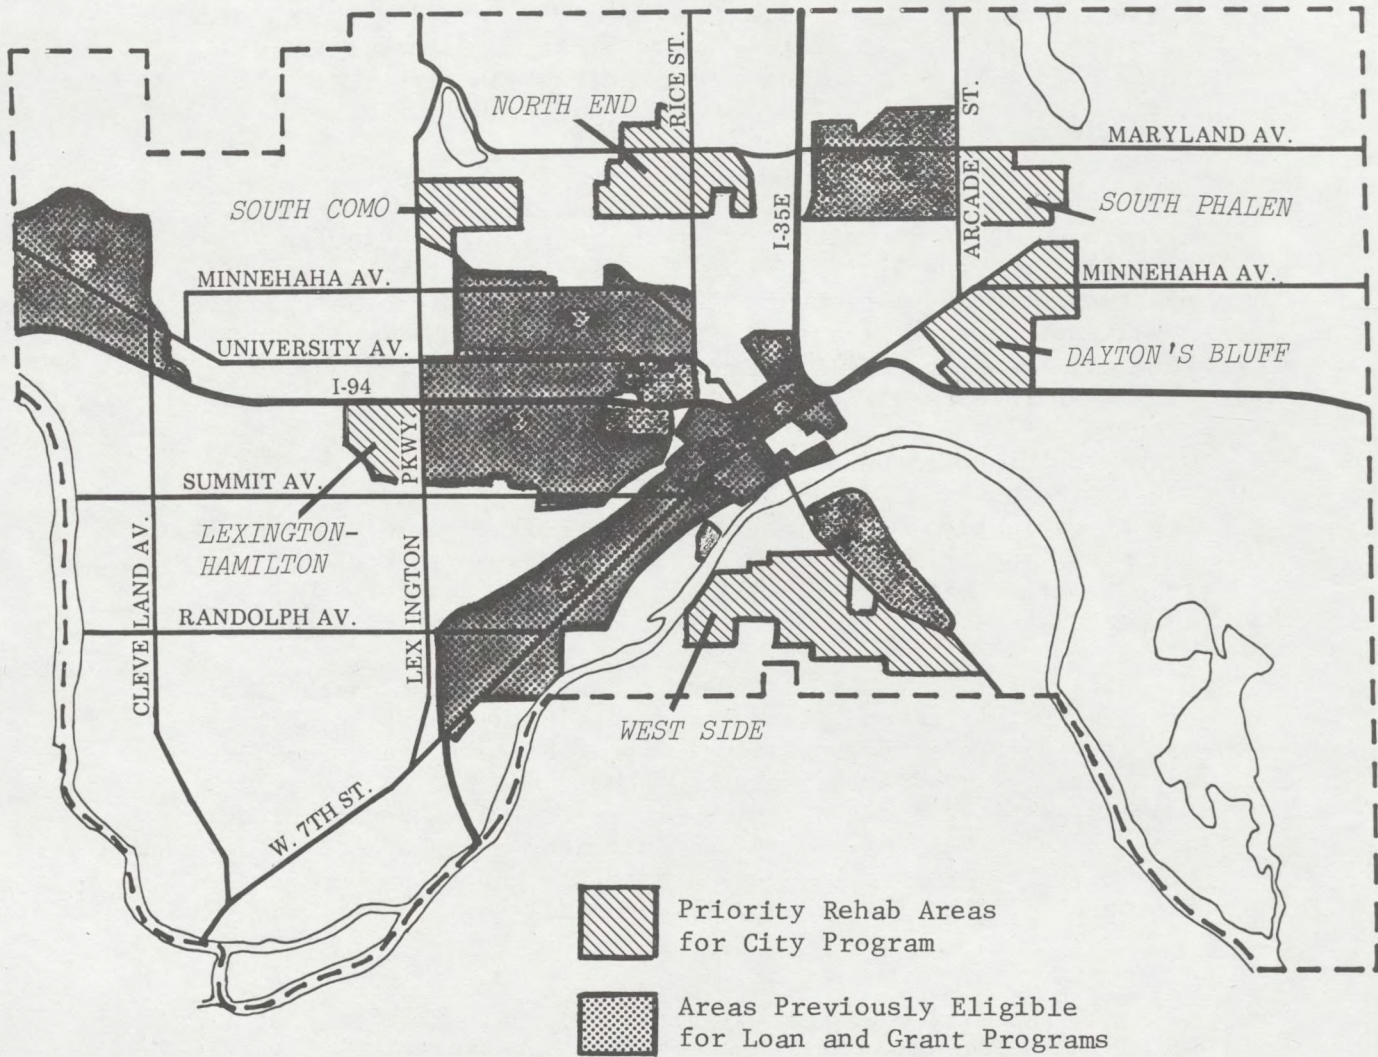 RICE ST.
NORTH END
ST.
MARYLAND AV.
SOUTH COMO
I-35E
ARCADE
SOUTH PHALEN
MINNEHAHA AV.
MINNEHAHA AV.
UNIVERSITY AV.
DAYTON'S BLUFF
I-94
PKWY.
SUMMIT AV.
LEXINGTON-
HAMILTON
CLEVELAND AV.
LEXINGTON
RANDOLPH AV.
WEST SIDE
W. 7TH ST.
Priority Rehab Areas
for City Program
Areas Previously Eligible
for Loan and Grant Programs